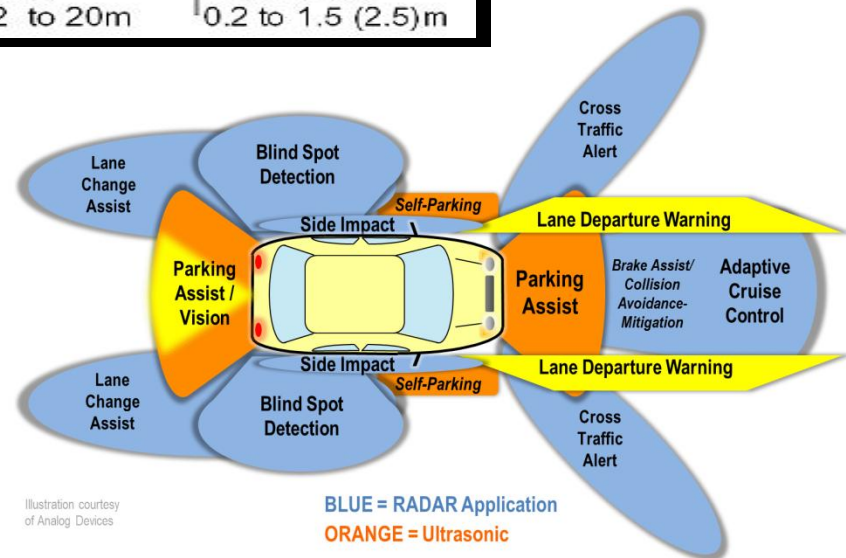 to 20m
0.2 to 1.5 (2.5)m
Cross
Traffic
Alert
Lane
Change
Assist
Blind Spot
Detection
Self-Parking
Side Impact
Lane Departure Warning
Parking
Assist /
Vision
Parking
Assist
Brake Assist/
Collision
Avoidance-
Mitigation
Adaptive
Cruise
Control
Side Impact
Lane Departure Warning
Self-Parking
Lane
Change
Assist
Blind Spot
Detection
Cross
Traffic
Alert
Illustration courtesy
of Analog Devices
BLUE = RADAR Application
ORANGE = Ultrasonic